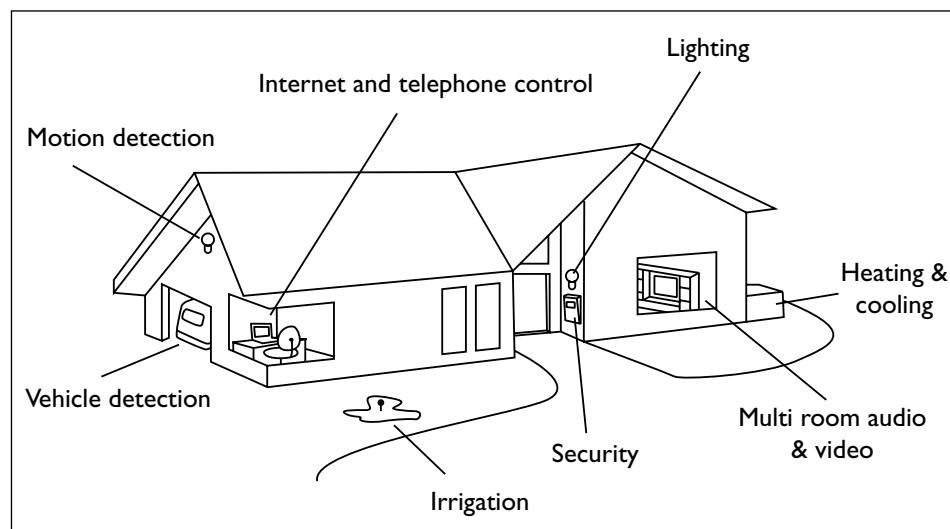 Lighting
Internet and telephone control
Motion detection
Heating &
cooling
Vehicle detection
Multi room audio
& video
Security
Irrigation